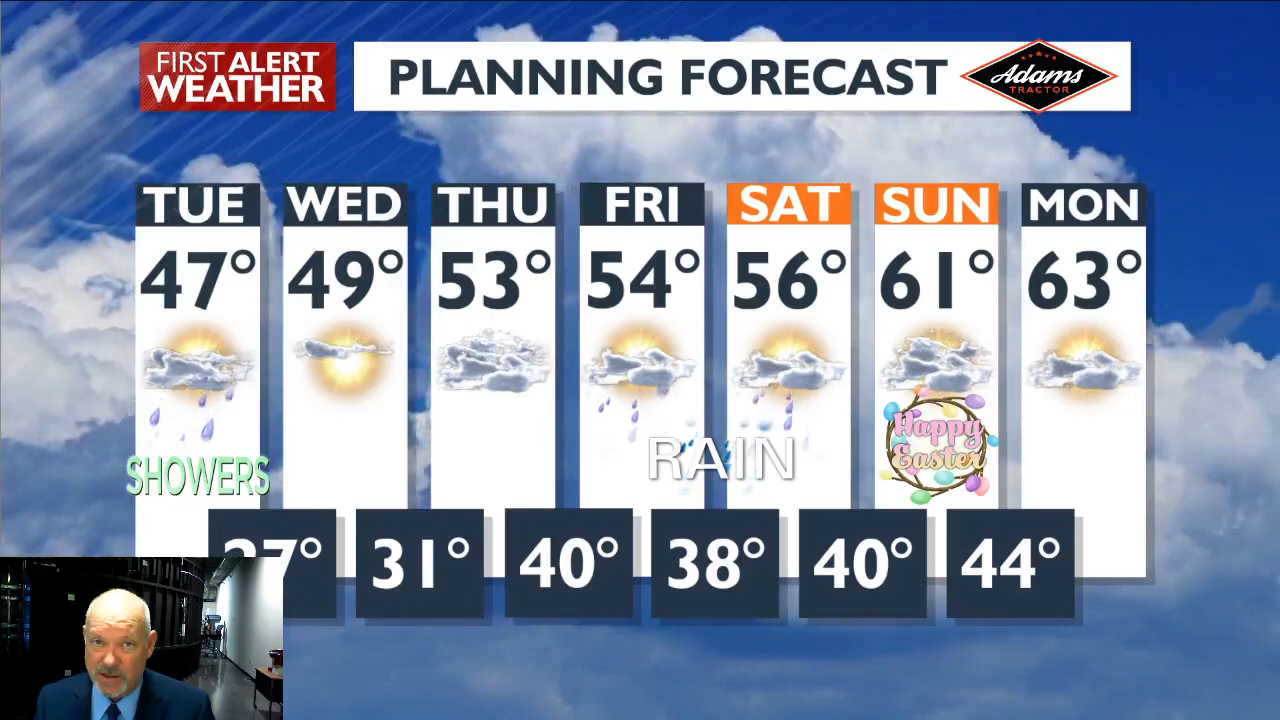 FIRST ALERT
WEATHER
PLANNING FORECAST
Adams
TRACTOR
TUE WED THU FRI SAT SUN MON
47° 49° 53° 54° 56° 61° 63°
Happy
Easter
RAIN
SHOWERS
31° 40° 38° 40° 44°